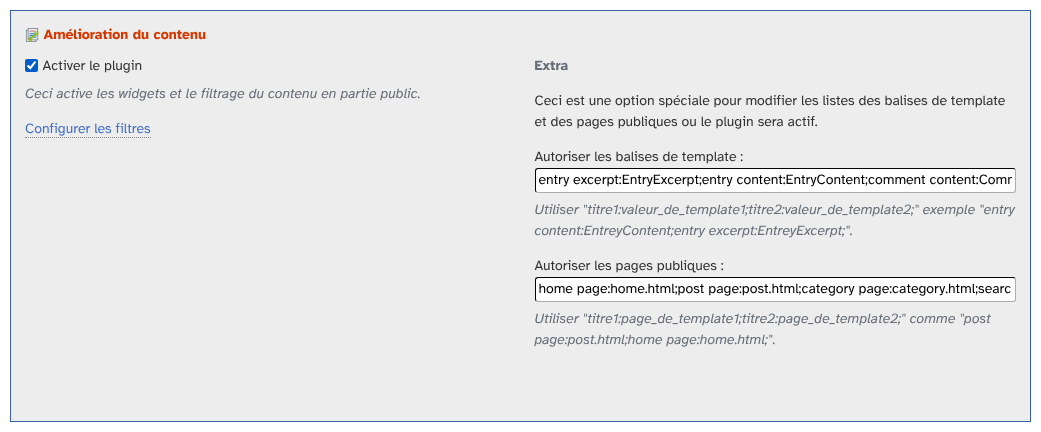 Amélioration du contenu
Activer le plugin
Ceci active les widgets et le filtrage du contenu en partie public.
Configurer les filtres
Extra
Ceci est une option spéciale pour modifier les listes des balises de template
et des pages publiques ou le plugin sera actif.
Autoriser les balises de template :
entry excerpt:EntryExcerpt;entry content:EntryContent;comment content:Comr
Utiliser "titre1:valeur_de_template1;titre2:valeur_de_template2;" exemple "entry
content:EntreyContent;entry excerpt:EntreyExcerpt;".
Autoriser les pages publiques :
home page:home.html;post page:post.html;category page:category.html;searc
Utiliser "titre1:page_de_template1;titre2:page_de_template2;" comme "post
page:post.html;home page:home.html;".